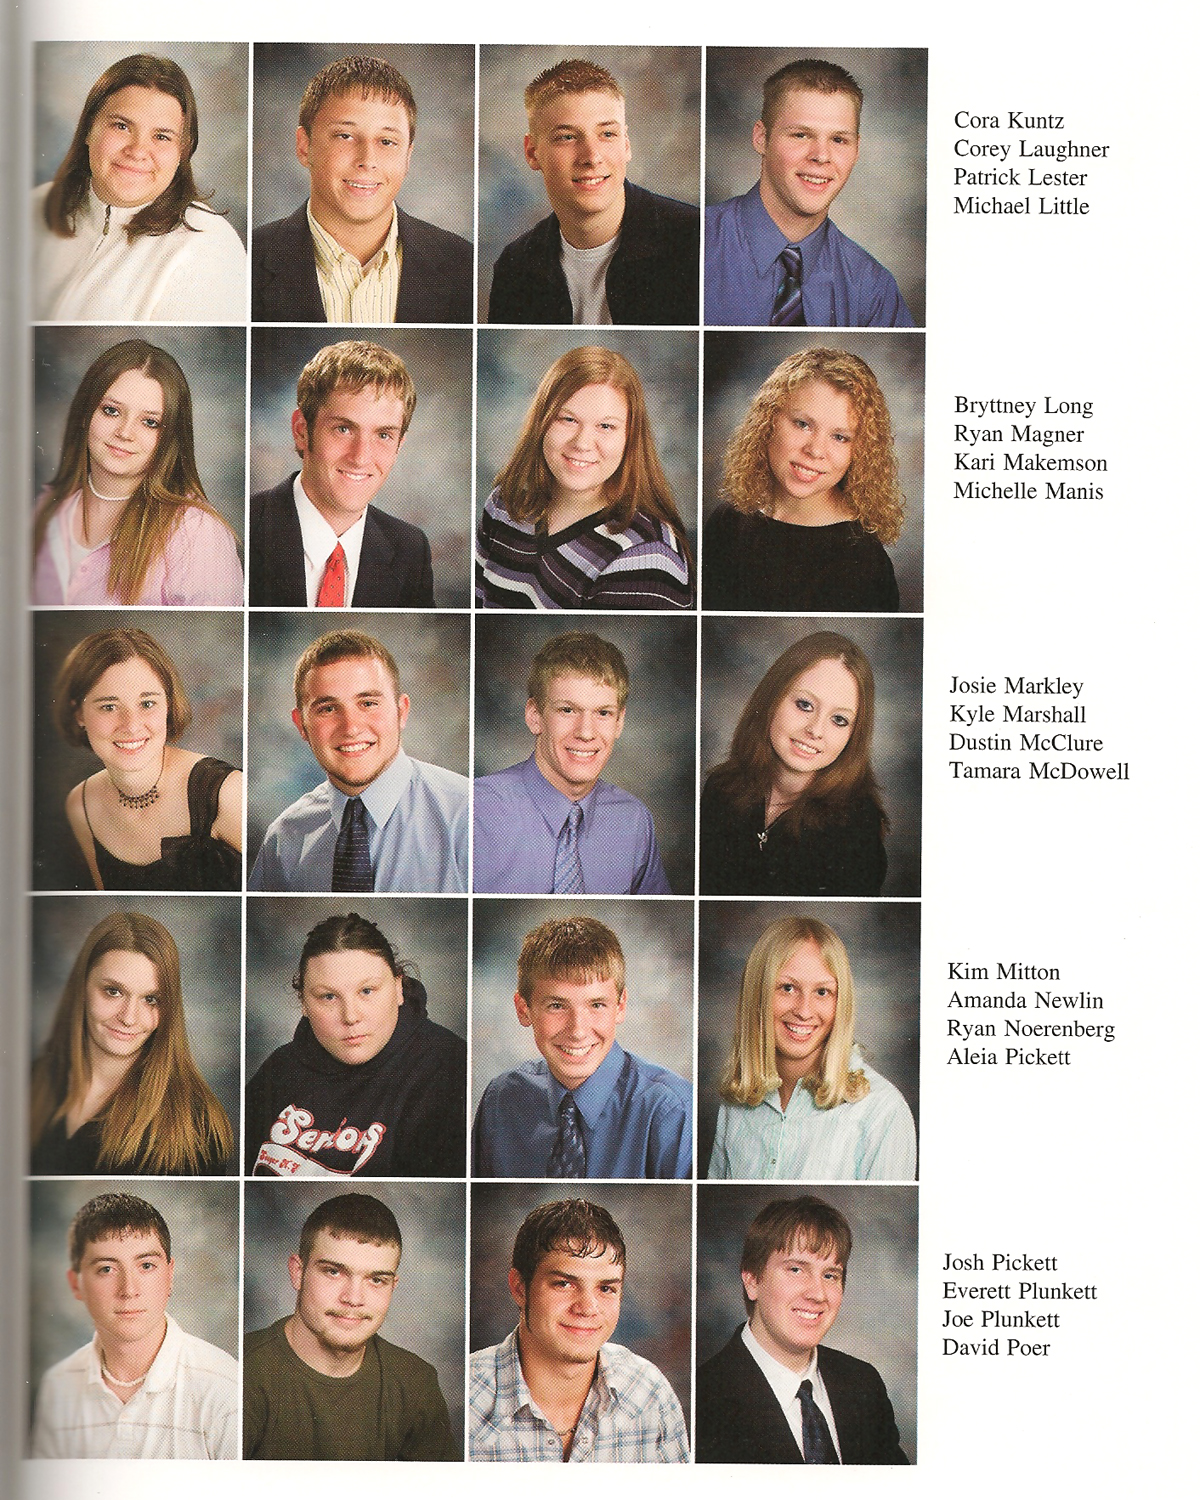 Cora Kuntz
Corey Laughner
Patrick Lester
Michael Little
Bryttney Long
Ryan Magner
Kari Makemson
Michelle Manis
Josie Markley
Kyle Marshall
Dustin McClure
Tamara McDowell
Kim Mitton
Amanda Newlin
Ryan Noerenberg
Aleia Pickett
Seniors
Josh Pickett
Everett Plunkett
Joe Plunkett
David Poer